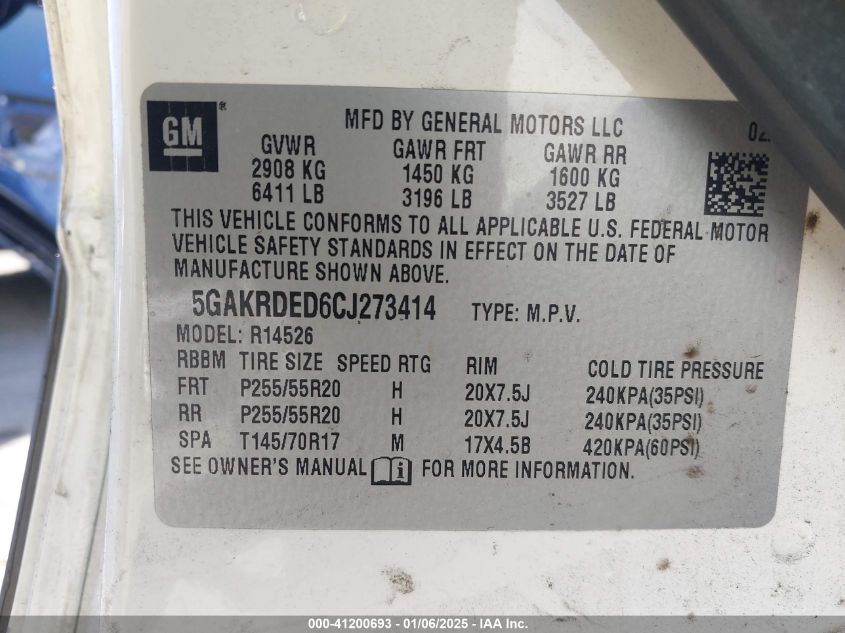 GM ®
MFD BY GENERAL MOTORS LLC 02
GVWR GAWR FRT GAWR RR
2908 KG 1450 KG 1600 KG
6411 LB 3196 LB 3527 LB
THIS VEHICLE CONFORMS TO ALL APPLICABLE U.S. FEDERAL MOTOR
VEHICLE SAFETY STANDARDS IN EFFECT ON THE DATE OF
MANUFACTURE SHOWN ABOVE.
5GAKRDED6CJ273414 TYPE: M.P.V.
MODEL: R14526
RBBM TIRE SIZE SPEED RTG RIM COLD TIRE PRESSURE
FRT P255/55R20 H 20X7.5J 240KPA(35PSI)
RR P255/55R20 H 20X7.5J 240KPA(35PSI)
SPA T145/70R17 M 17X4.5B 420KPA(60PSI)
SEE OWNER'S MANUAL i FOR MORE INFORMATION.
000-41200693 - 01/06/2025 - IAA Inc.